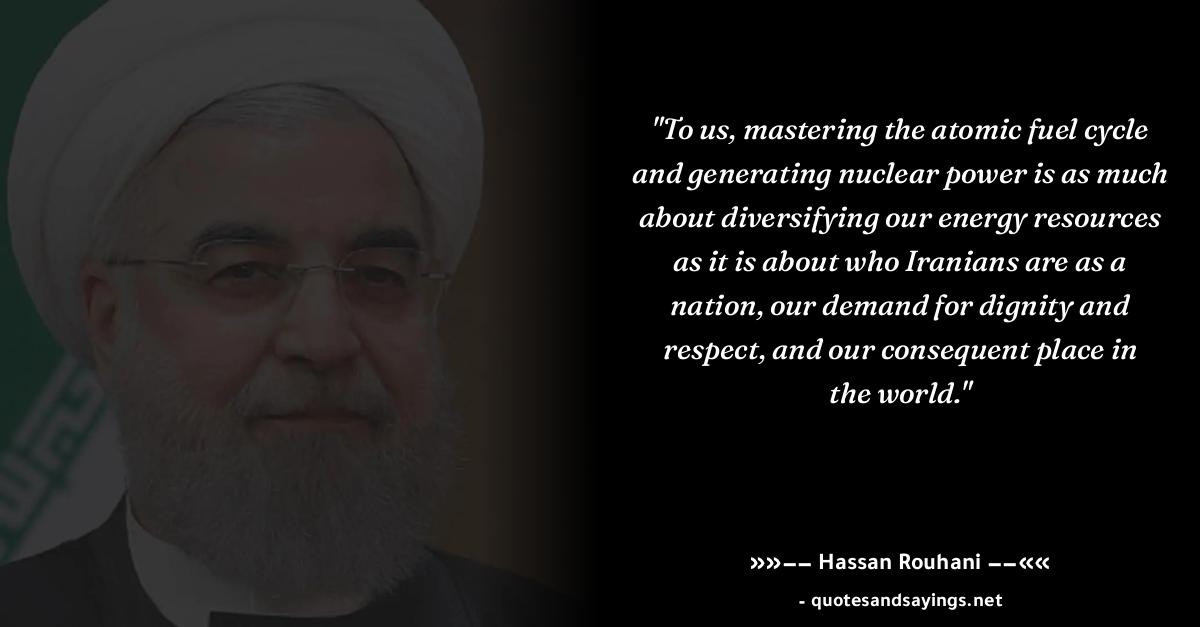 "To us, mastering the atomic fuel cycle
and generating nuclear power is as much
about diversifying our energy resources
as it is about who Iranians are as a
nation, our demand for dignity and
respect, and our consequent place in
the world."
»»–– Hassan Rouhani ––««
- quotesandsayings.net